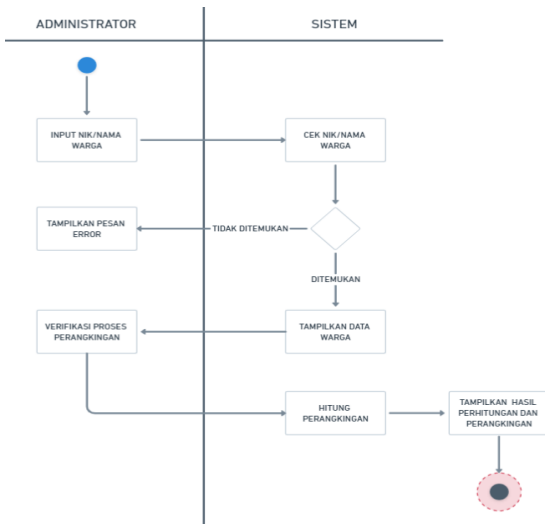 ADMINISTRATOR
SISTEM
INPUT NIK/NAMA
WARGA
CEK NIK/NAMA
WARGA
TAMPILKAN PESAN
ERROR
TIDAK DITEMUKAN
DITEMUKAN
VERIFIKASI PROSES
PERANGKINGAN
TAMPILKAN DATA
WARGA
HITUNG
PERANGKINGAN
TAMPILKAN HASIL
PERHITUNGAN DAN
PERANGKINGAN